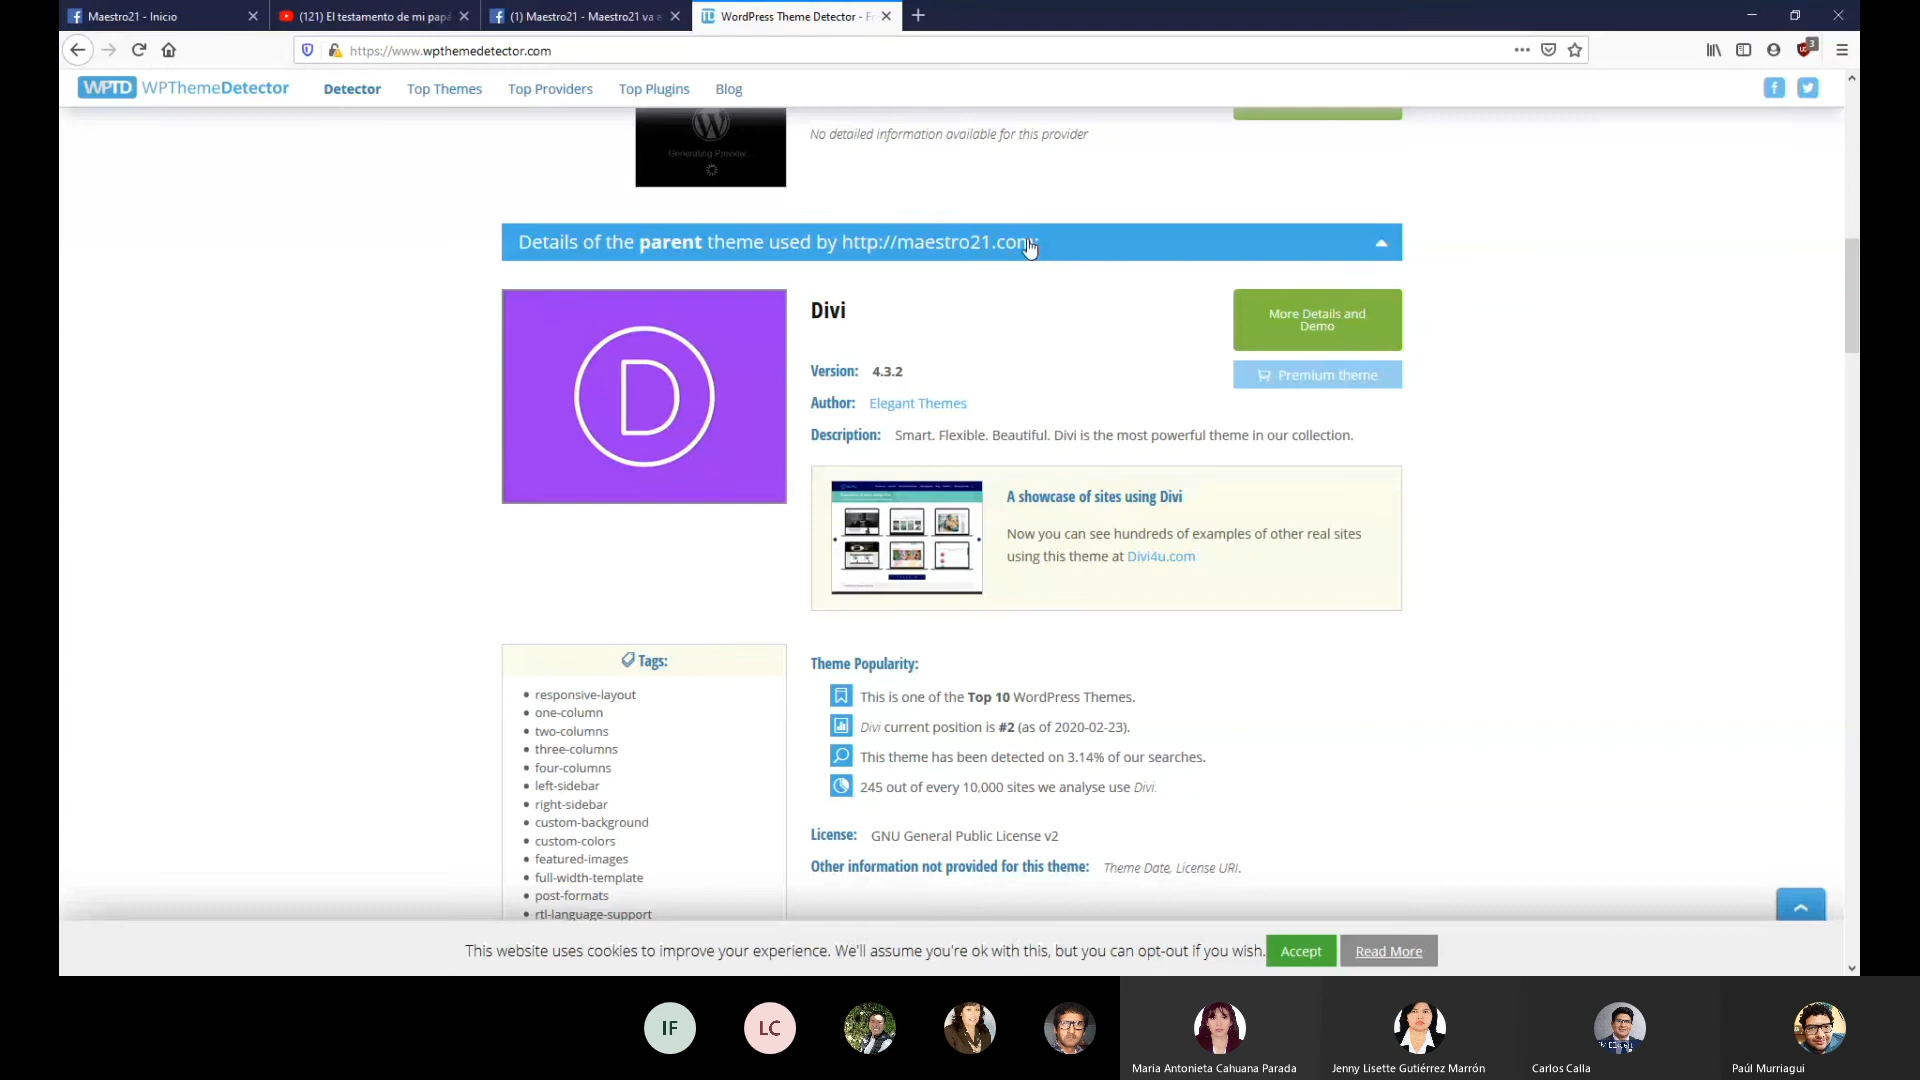 Maestro21 - Inicio
(121) El testamento de mi papá
(1) Maestro21 - Maestro21 va a
WordPress Theme Detector - Fr
https://www.wpthemedetector.com
3
WPTD WPThemeDetector
Detector
Top Themes
Top Providers
Top Plugins
Blog
Generating Preview...
No detailed information available for this provider
Details of the parent theme used by http://maestro21.com:
D
Divi
More Details and
Demo
Version: 4.3.2
Premium theme
Author: Elegant Themes
Description: Smart. Flexible. Beautiful. Divi is the most powerful theme in our collection.
A showcase of sites using Divi
Now you can see hundreds of examples of other real sites
using this theme at Divi4u.com
Tags:
responsive-layout
one-column
two-columns
three-columns
four-columns
left-sidebar
right-sidebar
custom-background
custom-colors
featured-images
full-width-template
post-formats
rtl-language-support
Theme Popularity:
This is one of the Top 10 WordPress Themes.
Divi current position is #2 (as of 2020-02-23).
This theme has been detected on 3.14% of our searches.
245 out of every 10,000 sites we analyse use Divi.
License: GNU General Public License v2
Other information not provided for this theme: Theme Date, License URI.
This website uses cookies to improve your experience. We'll assume you're ok with this, but you can opt-out if you wish. Accept Read More
IF
LC
Maria Antonieta Cahuana Parada
Jenny Lisette Gutiérrez Marrón
Carlos Calla
Paúl Murriagui